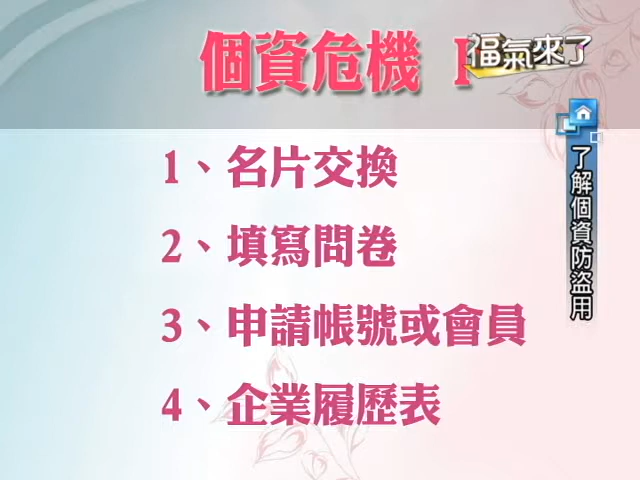 個資危機 I
福氣來了
1、名片交換
2、填寫問卷
3、申請帳號或會員
4、企業履歷表
了解個資防盜用